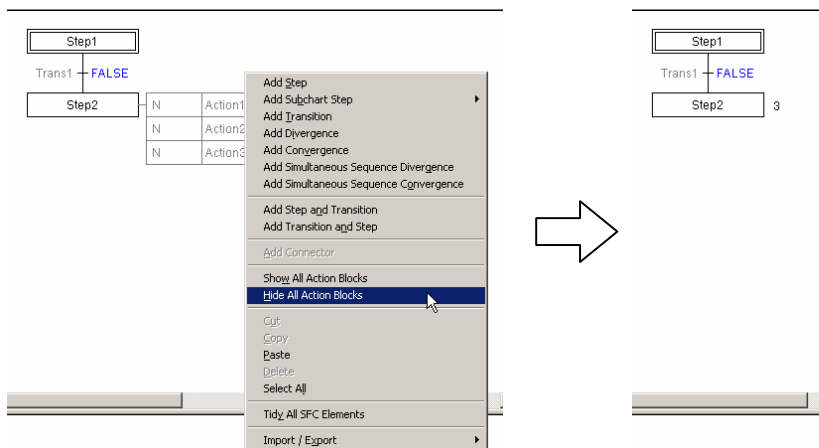 Step1
Trans1 FALSE
Step2 N Action1
N Action2
N Action3
Add Step
Add Subchart Step
Add Transition
Add Divergence
Add Convergence
Add Simultaneous Sequence Divergence
Add Simultaneous Sequence Convergence
Add Step and Transition
Add Transition and Step
Add Connector
Show All Action Blocks
Hide All Action Blocks
Cut
Copy
Paste
Delete
Select All
Tidy All SFC Elements
Import / Export
Step1
Trans1 FALSE
Step2 3